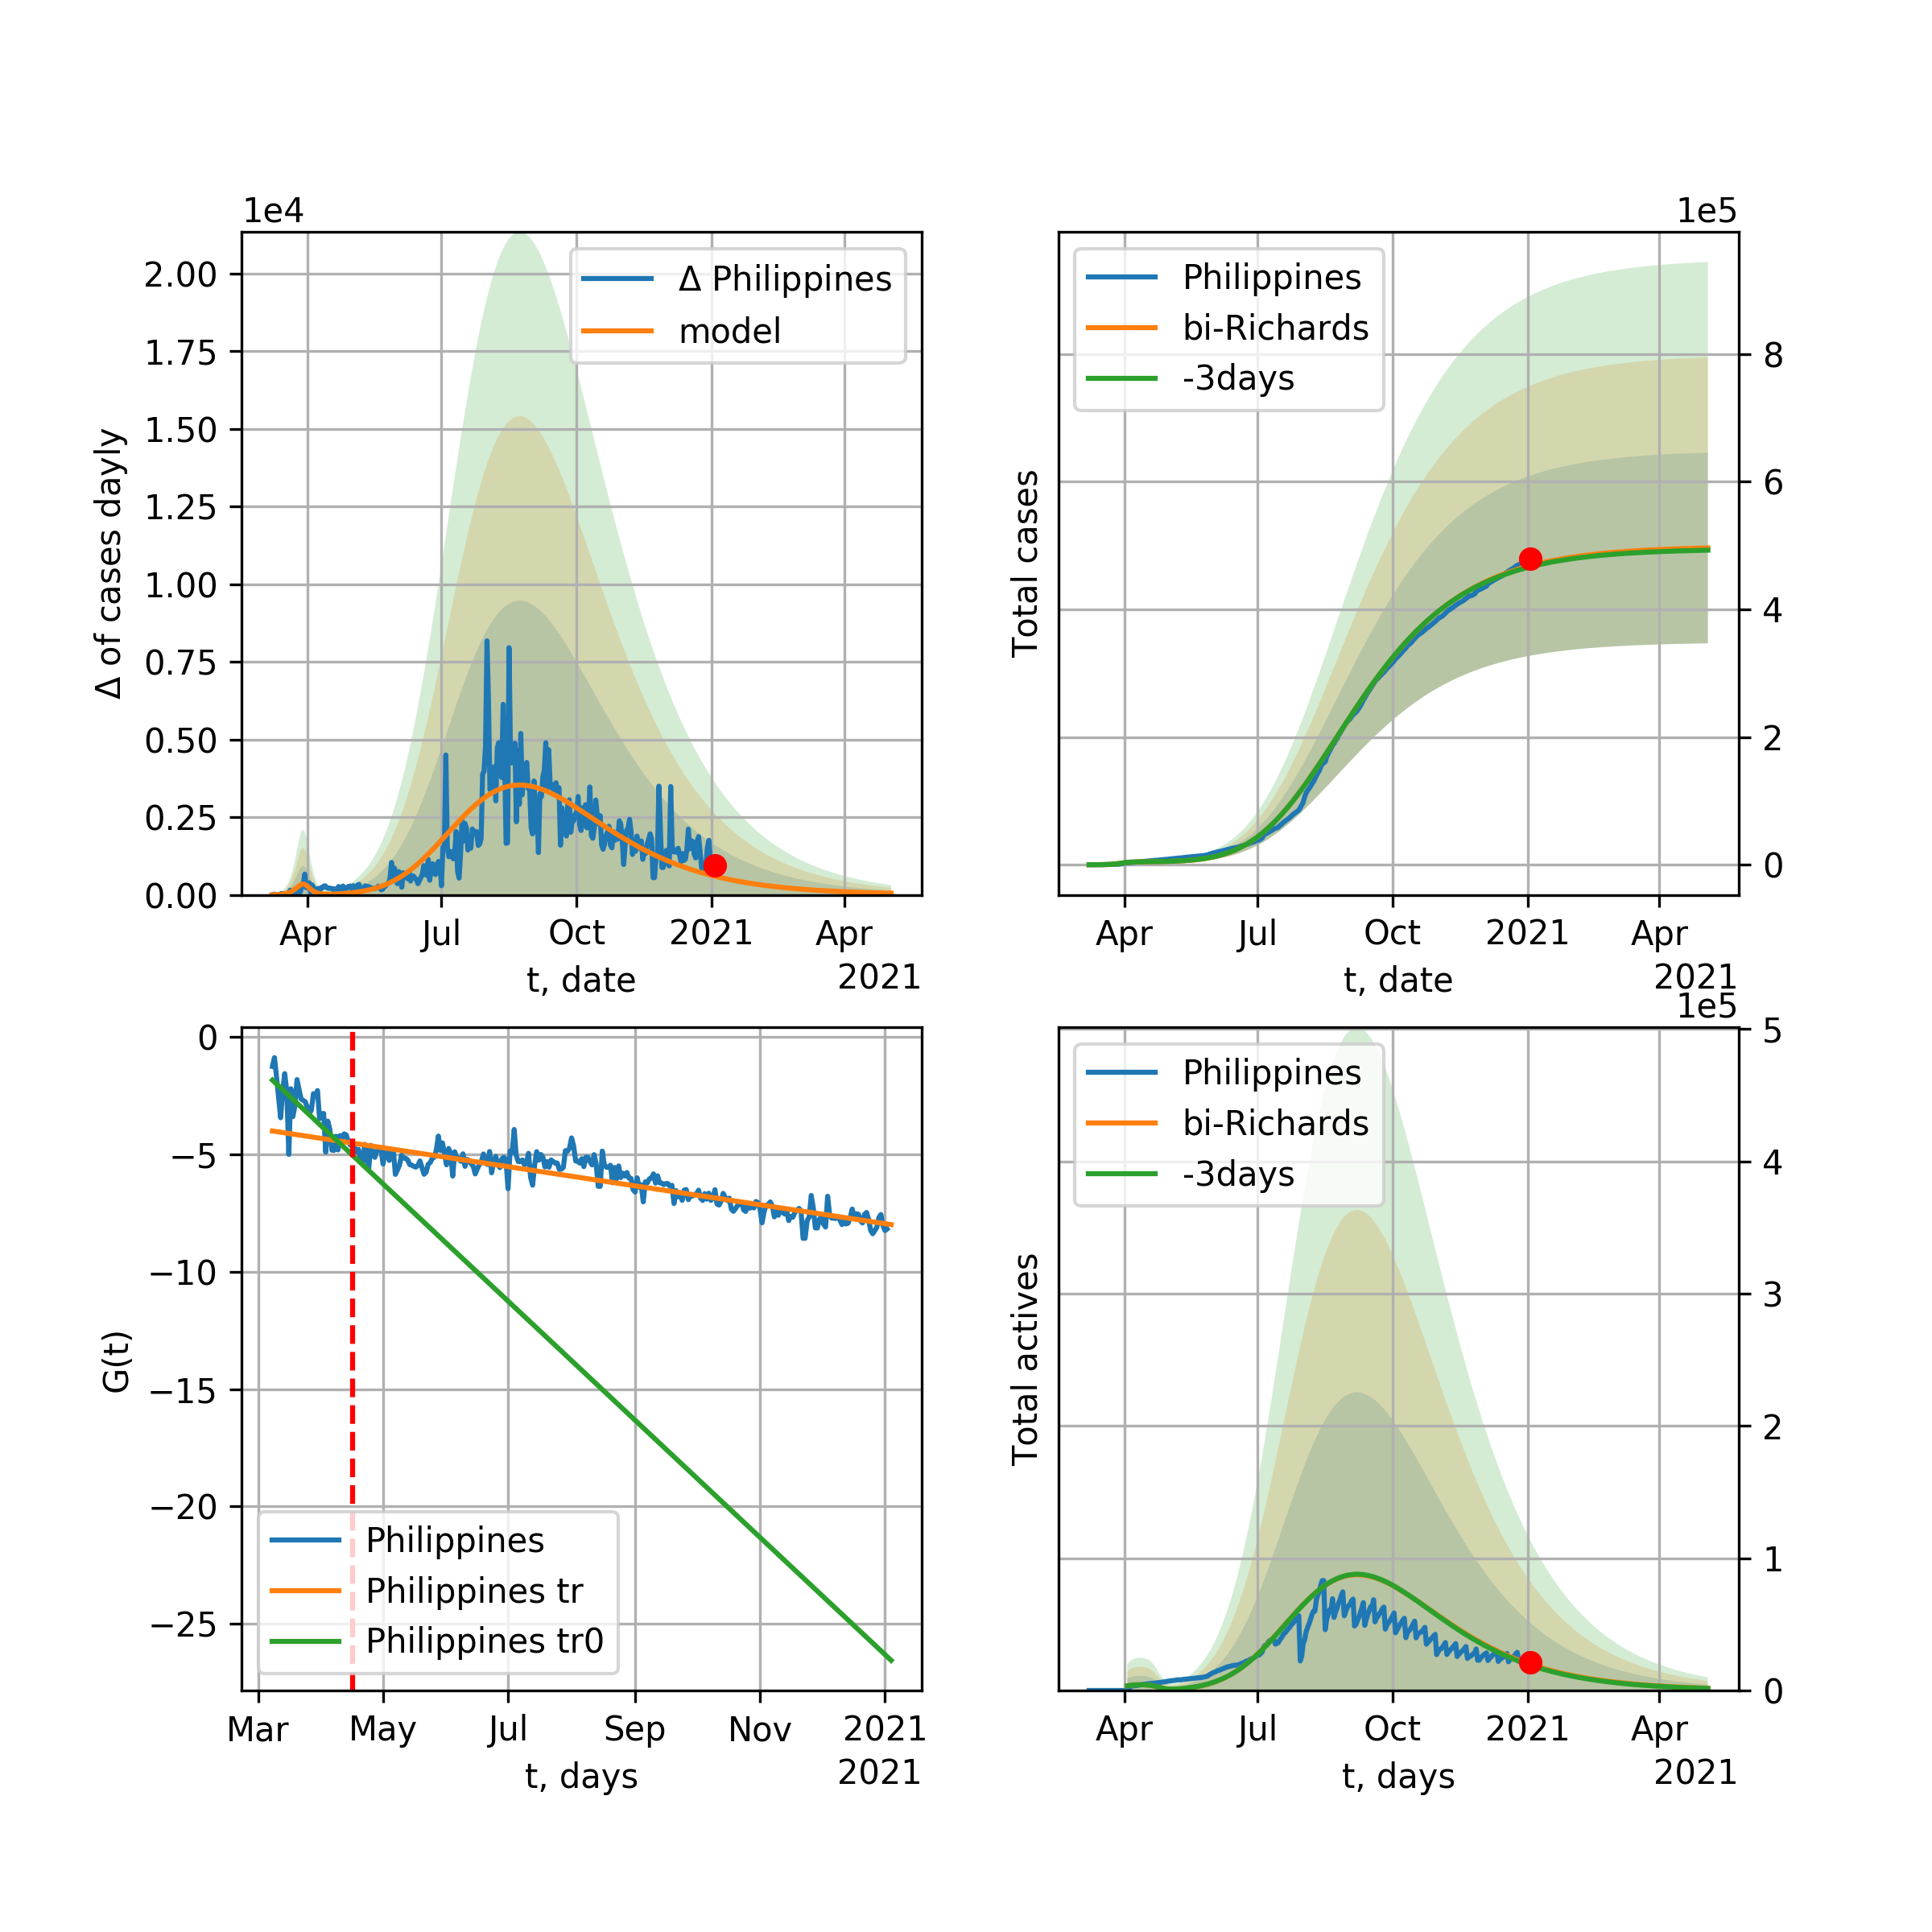 1e4
2.00
1.75
1.50
1.25
1.00
0.75
0.50
0.25
0.00
Δ of cases dayly
Δ Philippines
model
Apr Jul Oct 2021 Apr
t, date
2021
1e5
Total cases
Philippines
bi-Richards
-3days
8
6
4
2
0
Apr Jul Oct 2021 Apr
t, date
2021
0
−5
−10
−15
−20
−25
G(t)
Philippines
Philippines tr
Philippines tr0
Mar May Jul Sep Nov 2021
t, days
2021
1e5
Total actives
Philippines
bi-Richards
-3days
5
4
3
2
1
0
Apr Jul Oct 2021 Apr
t, days
2021